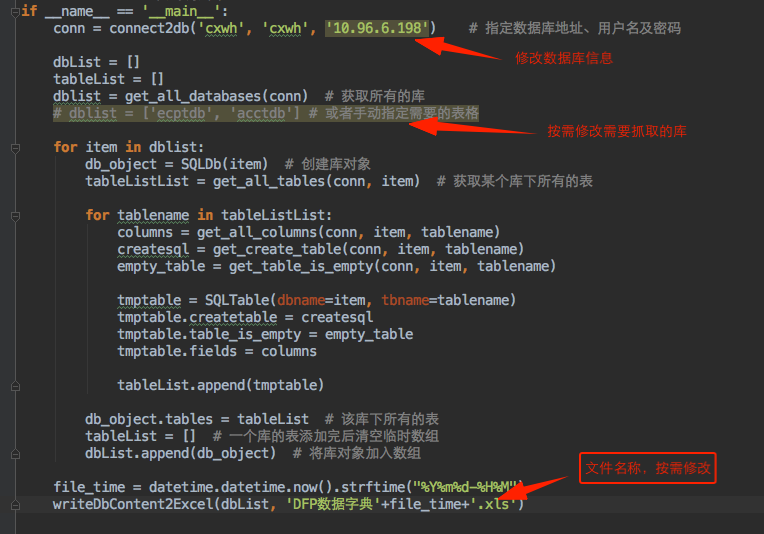 if __name__ == '__main__':
    conn = connect2db('cxwh', 'cxwh', '10.96.6.198')    # 指定数据库地址、用户名及密码
修改数据库信息
    dbList = []
    tableList = []
    dblist = get_all_databases(conn)  # 获取所有的库
    # dblist = ['ecptdb', 'acctdb'] # 或者手动指定需要的表格
按需修改需要抓取的库
    for item in dblist:
        db_object = SQLDb(item)  # 创建库对象
        tableListList = get_all_tables(conn, item)  # 获取某个库下所有的表
        for tablename in tableListList:
            columns = get_all_columns(conn, item, tablename)
            createsql = get_create_table(conn, item, tablename)
            empty_table = get_table_is_empty(conn, item, tablename)
            tmptable = SQLTable(dbname=item, tbname=tablename)
            tmptable.createtable = createsql
            tmptable.table_is_empty = empty_table
            tmptable.fields = columns
            tableList.append(tmptable)
        db_object.tables = tableList  # 该库下所有的表
        tableList = []  # 一个库的表添加完后清空临时数组
        dbList.append(db_object)  # 将库对象加入数组
文件名称，按需修改
    file_time = datetime.datetime.now().strftime("%Y%m%d-%H%M")
    writeDbContent2Excel(dbList, 'DFP数据字典'+file_time+'.xls')